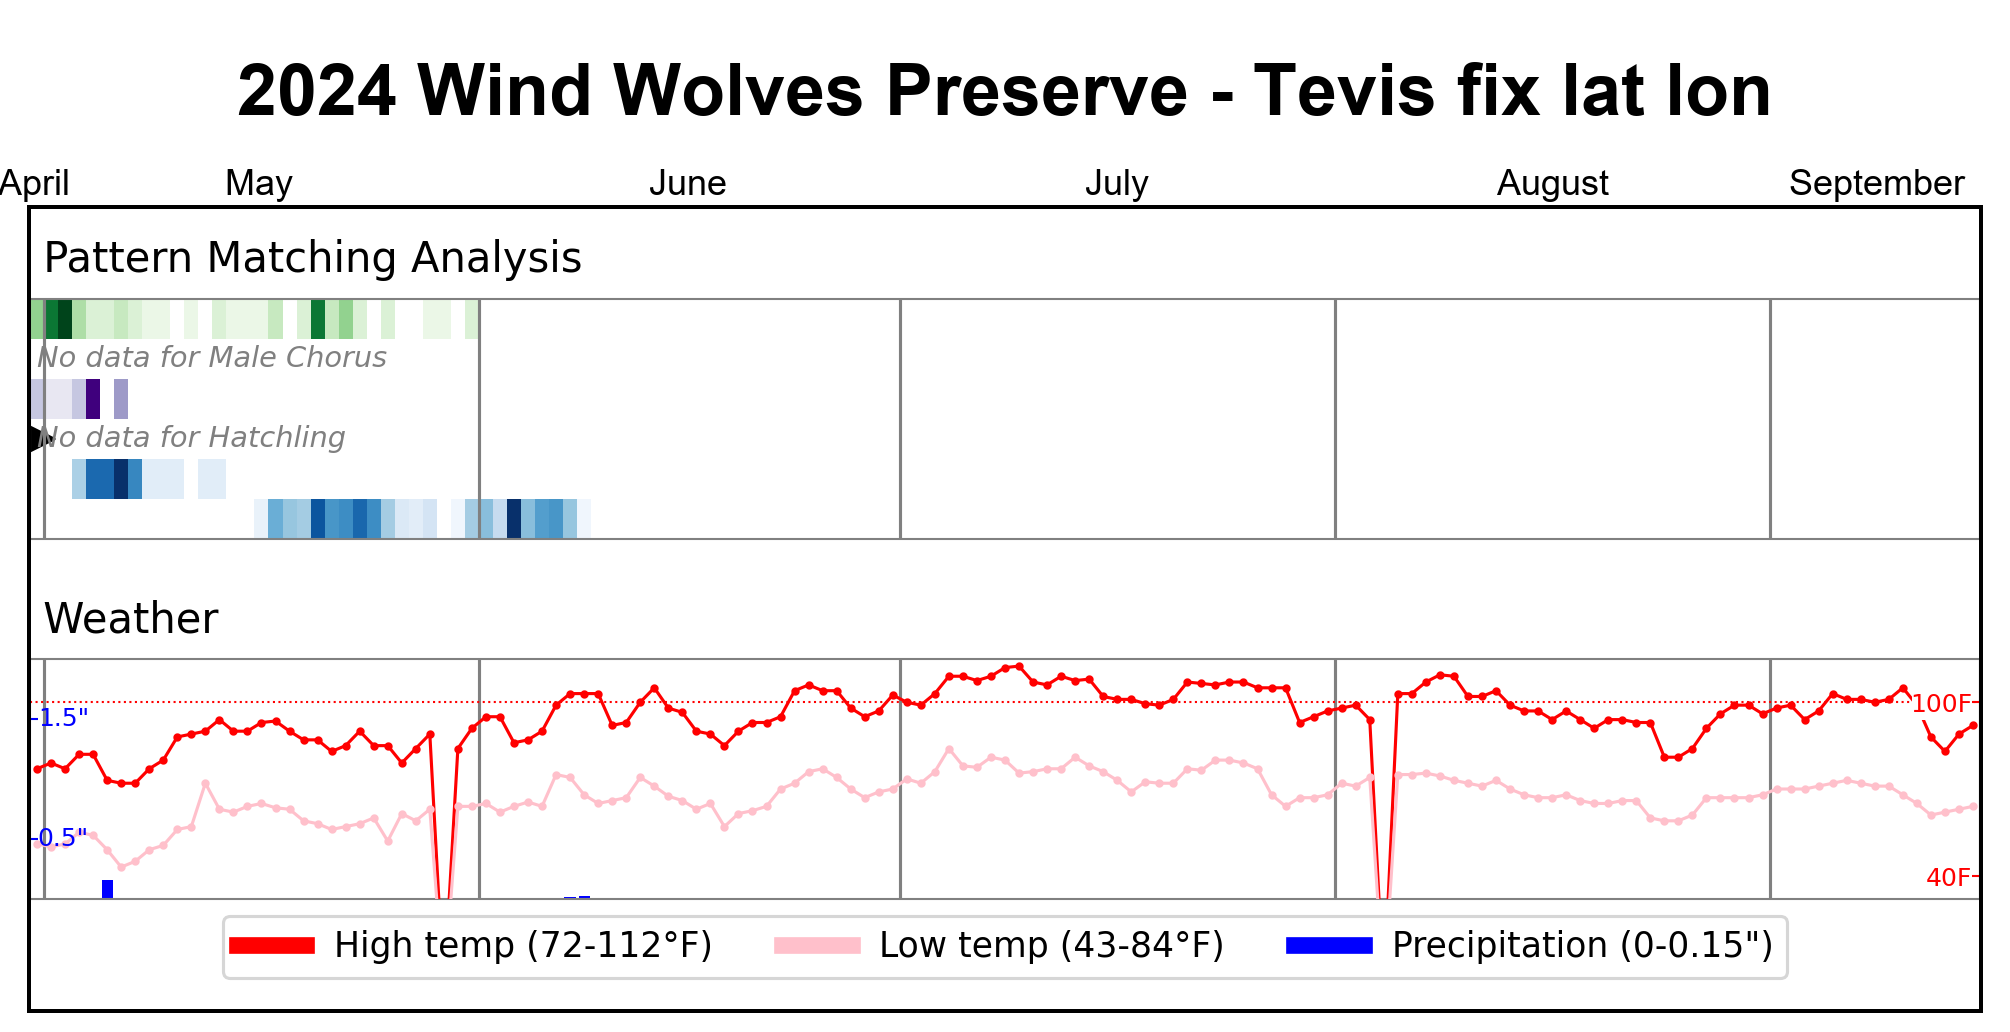 2024 Wind Wolves Preserve - Tevis fix lat lon
April May June July August September
Pattern Matching Analysis
No data for Male Chorus
No data for Hatchling
Weather
100F
1.5"
0.5"
40F
High temp (72-112°F) Low temp (43-84°F) Precipitation (0-0.15")